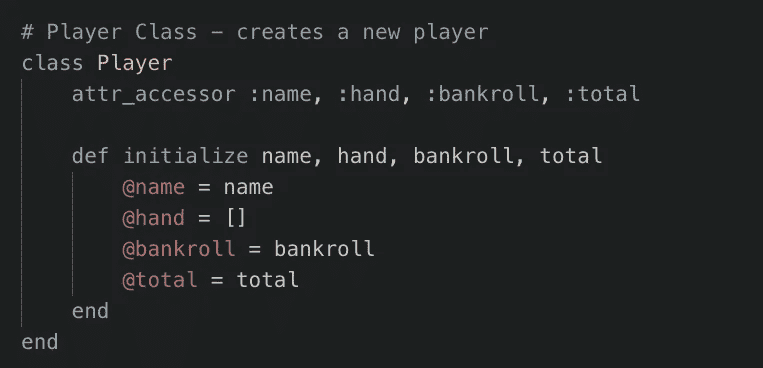 # Player Class – creates a new player
class Player
    attr_accessor :name, :hand, :bankroll, :total
    def initialize name, hand, bankroll, total
        @name = name
        @hand = []
        @bankroll = bankroll
        @total = total
    end
end